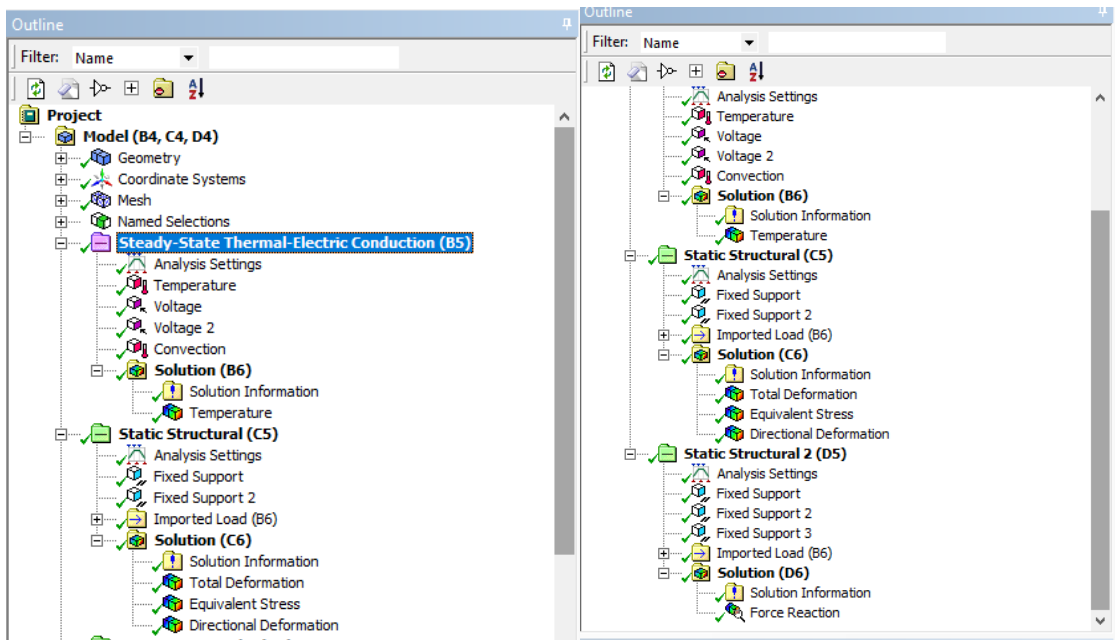 Outline
Filter: Name
Project
Model (B4, C4, D4)
Geometry
Coordinate Systems
Mesh
Named Selections
Steady-State Thermal-Electric Conduction (B5)
Analysis Settings
Temperature
Voltage
Voltage 2
Convection
Solution (B6)
Solution Information
Temperature
Static Structural (C5)
Analysis Settings
Fixed Support
Fixed Support 2
Imported Load (B6)
Solution (C6)
Solution Information
Total Deformation
Equivalent Stress
Directional Deformation
Outline
Filter: Name
Analysis Settings
Temperature
Voltage
Voltage 2
Convection
Solution (B6)
Solution Information
Temperature
Static Structural (C5)
Analysis Settings
Fixed Support
Fixed Support 2
Imported Load (B6)
Solution (C6)
Solution Information
Total Deformation
Equivalent Stress
Directional Deformation
Static Structural 2 (D5)
Analysis Settings
Fixed Support
Fixed Support 2
Fixed Support 3
Imported Load (B6)
Solution (D6)
Solution Information
Force Reaction